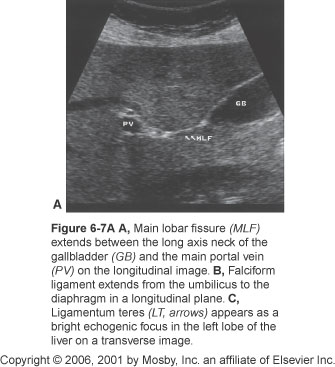 GB
PV
MLF
A
Figure 6-7A A, Main lobar fissure (MLF)
extends between the long axis neck of the
gallbladder (GB) and the main portal vein
(PV) on the longitudinal image. B, Falciform
ligament extends from the umbilicus to the
diaphragm in a longitudinal plane. C,
Ligamentum teres (LT, arrows) appears as a
bright echogenic focus in the left lobe of the
liver on a transverse image.
Copyright © 2006, 2001 by Mosby, Inc. an affiliate of Elsevier Inc.